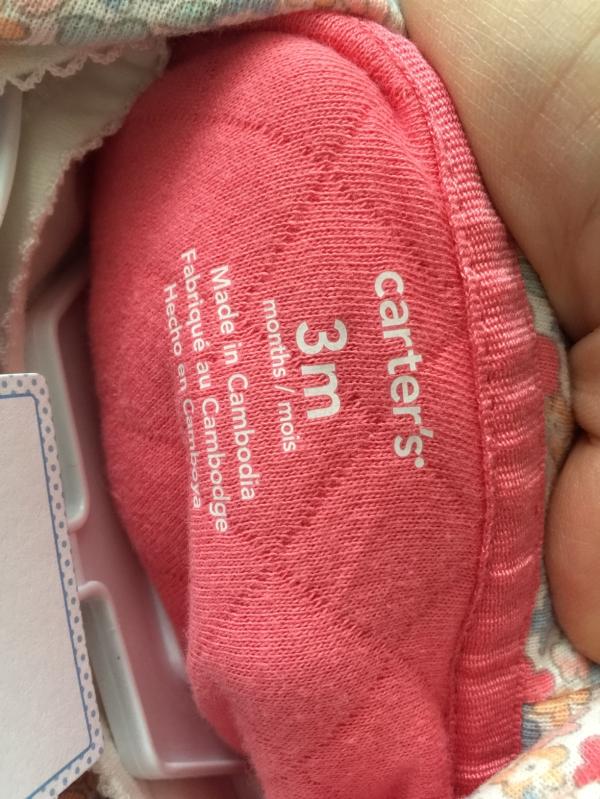 carter's
3m
months / mois
Made in Cambodia
Fabriqué au Cambodge
Hecho en Camboya